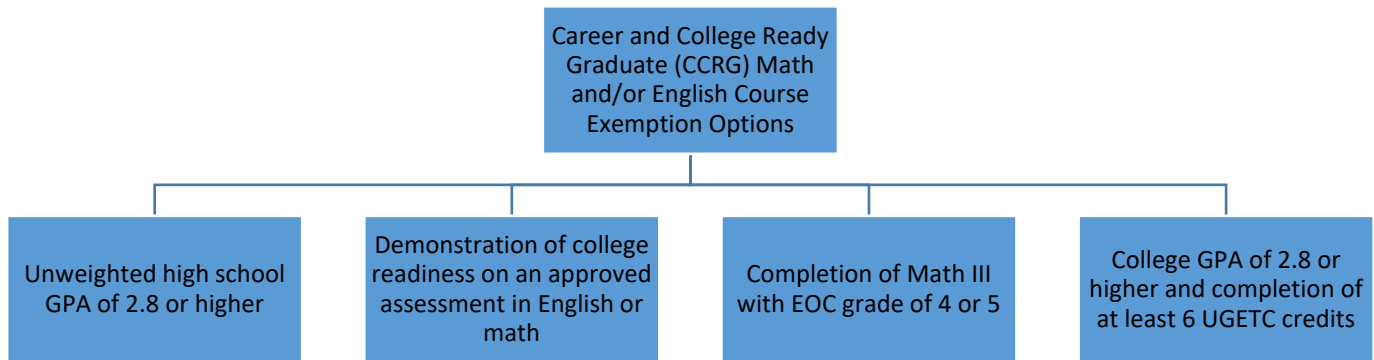 Career and College Ready
Graduate (CCRG) Math
and/or English Course
Exemption Options
Unweighted high school
GPA of 2.8 or higher
Demonstration of college
readiness on an approved
assessment in English or
math
Completion of Math III
with EOC grade of 4 or 5
College GPA of 2.8 or
higher and completion of
at least 6 UGETC credits